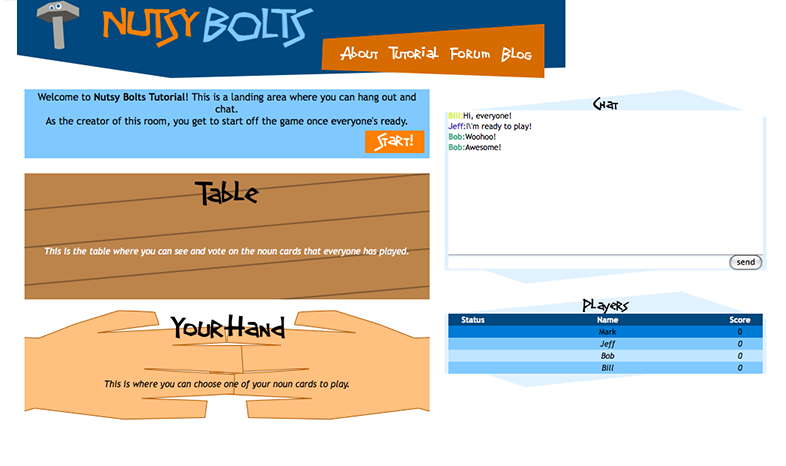 NUTSY BOLTS
About Tutorial Forum Blog
Welcome to Nutsy Bolts Tutorial! This is a landing area where you can hang out and
chat.
As the creator of this room, you get to start off the game once everyone's ready.
Start!
Table
This is the table where you can see and vote on the noun cards that everyone has played.
Your Hand
This is where you can choose one of your noun cards to play.
Chat
Bill:Hi, everyone!
Jeff:I\'m ready to play!
Bob:Woohoo!
Bob:Awesome!
send
Players
Status Name Score
Mark 0
Jeff 0
Bob 0
Bill 0